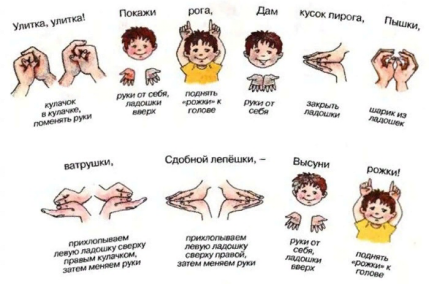 Улитка, улитка! Покажи рога, Дам кусок пирога, Пышки,
кулачок
в кулачке,
поменять руки
руки от себя,
ладошки
вверх
поднять
«рожки» к
голове
руки от
себя
закрыть
ладошки
шарик из
ладошек
ватрушки, Сдобной лепёшки, – Высуни рожки!
прихлопываем
левую ладошку сверху
правым кулачком,
затем меняем руки
прихлопываем
левую ладошку
сверху правой,
затем меняем руки
руки от
себя,
ладошки
вверх
поднять
«рожки» к
голове